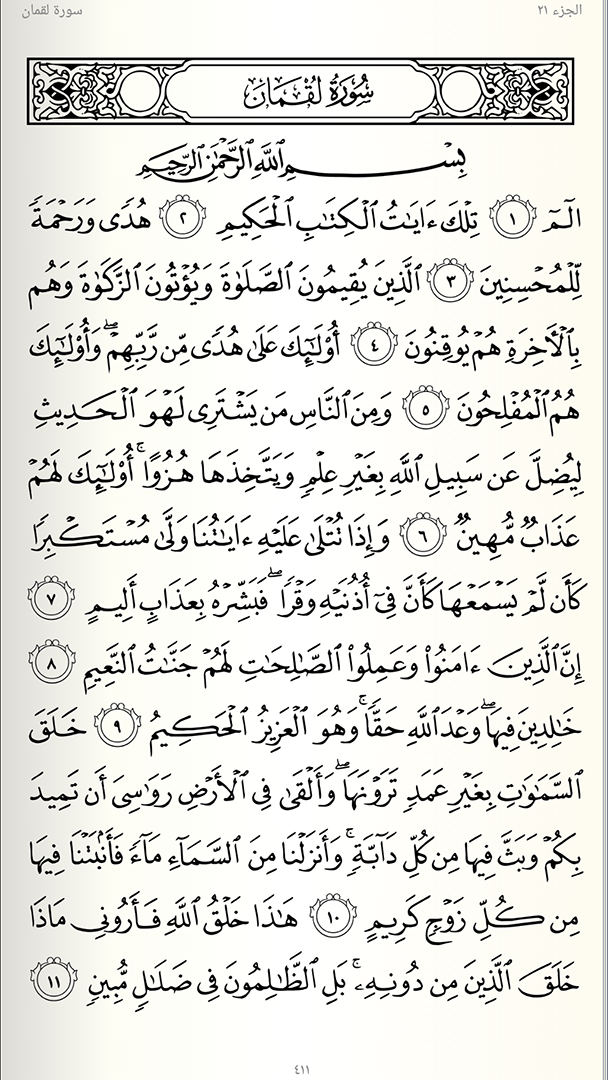 الجزء ٢١
سورة لقمان
سُورَةُ لُقۡمَان
بِسۡمِ ٱللَّهِ ٱلرَّحۡمَٰنِ ٱلرَّحِيمِ
الٓمٓ ١ تِلۡكَ ءَايَٰتُ ٱلۡكِتَٰبِ ٱلۡحَكِيمِ ٢ هُدٗى وَرَحۡمَةٗ
لِّلۡمُحۡسِنِينَ ٣ ٱلَّذِينَ يُقِيمُونَ ٱلصَّلَوٰةَ وَيُؤۡتُونَ ٱلزَّكَوٰةَ وَهُم
بِٱلۡأٓخِرَةِ هُمۡ يُوقِنُونَ ٤ أُوْلَٰٓئِكَ عَلَىٰ هُدٗى مِّن رَّبِّهِمۡۖ وَأُوْلَٰٓئِكَ
هُمُ ٱلۡمُفۡلِحُونَ ٥ وَمِنَ ٱلنَّاسِ مَن يَشۡتَرِي لَهۡوَ ٱلۡحَدِيثِ
لِيُضِلَّ عَن سَبِيلِ ٱللَّهِ بِغَيۡرِ عِلۡمٖ وَيَتَّخِذَهَا هُزُوًاۚ أُوْلَٰٓئِكَ لَهُمۡ
عَذَابٞ مُّهِينٞ ٦ وَإِذَا تُتۡلَىٰ عَلَيۡهِ ءَايَٰتُنَا وَلَّىٰ مُسۡتَكۡبِرٗا
كَأَن لَّمۡ يَسۡمَعۡهَا كَأَنَّ فِيٓ أُذُنَيۡهِ وَقۡرٗاۖ فَبَشِّرۡهُ بِعَذَابٍ أَلِيمٍ ٧
إِنَّ ٱلَّذِينَ ءَامَنُواْ وَعَمِلُواْ ٱلصَّٰلِحَٰتِ لَهُمۡ جَنَّٰتُ ٱلنَّعِيمِ ٨
خَٰلِدِينَ فِيهَاۖ وَعۡدَ ٱللَّهِ حَقّٗاۚ وَهُوَ ٱلۡعَزِيزُ ٱلۡحَكِيمُ ٩ خَلَقَ
ٱلسَّمَٰوَٰتِ بِغَيۡرِ عَمَدٖ تَرَوۡنَهَاۖ وَأَلۡقَىٰ فِي ٱلۡأَرۡضِ رَوَٰسِيَ أَن تَمِيدَ
بِكُمۡ وَبَثَّ فِيهَا مِن كُلِّ دَآبَّةٖۚ وَأَنزَلۡنَا مِنَ ٱلسَّمَآءِ مَآءٗ فَأَنۢبَتۡنَا فِيهَا
مِن كُلِّ زَوۡجٖ كَرِيمٍ ١٠ هَٰذَا خَلۡقُ ٱللَّهِ فَأَرُونِي مَاذَا
خَلَقَ ٱلَّذِينَ مِن دُونِهِۦۚ بَلِ ٱلظَّٰلِمُونَ فِي ضَلَٰلٖ مُّبِينٖ ١١
٤١١